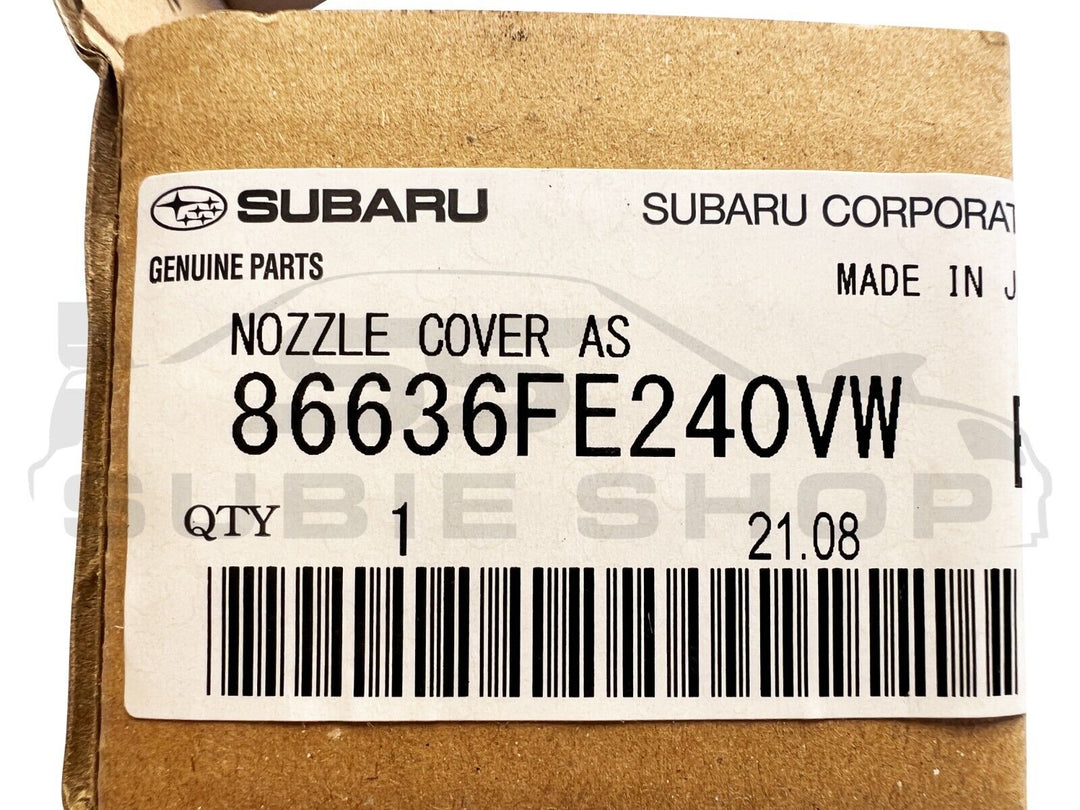 SUBARU
SUBARU CORPORAT
GENUINE PARTS
MADE IN J
NOZZLE COVER AS
86636FE240VW
SUBIE SHOP
QTY 1 21.08